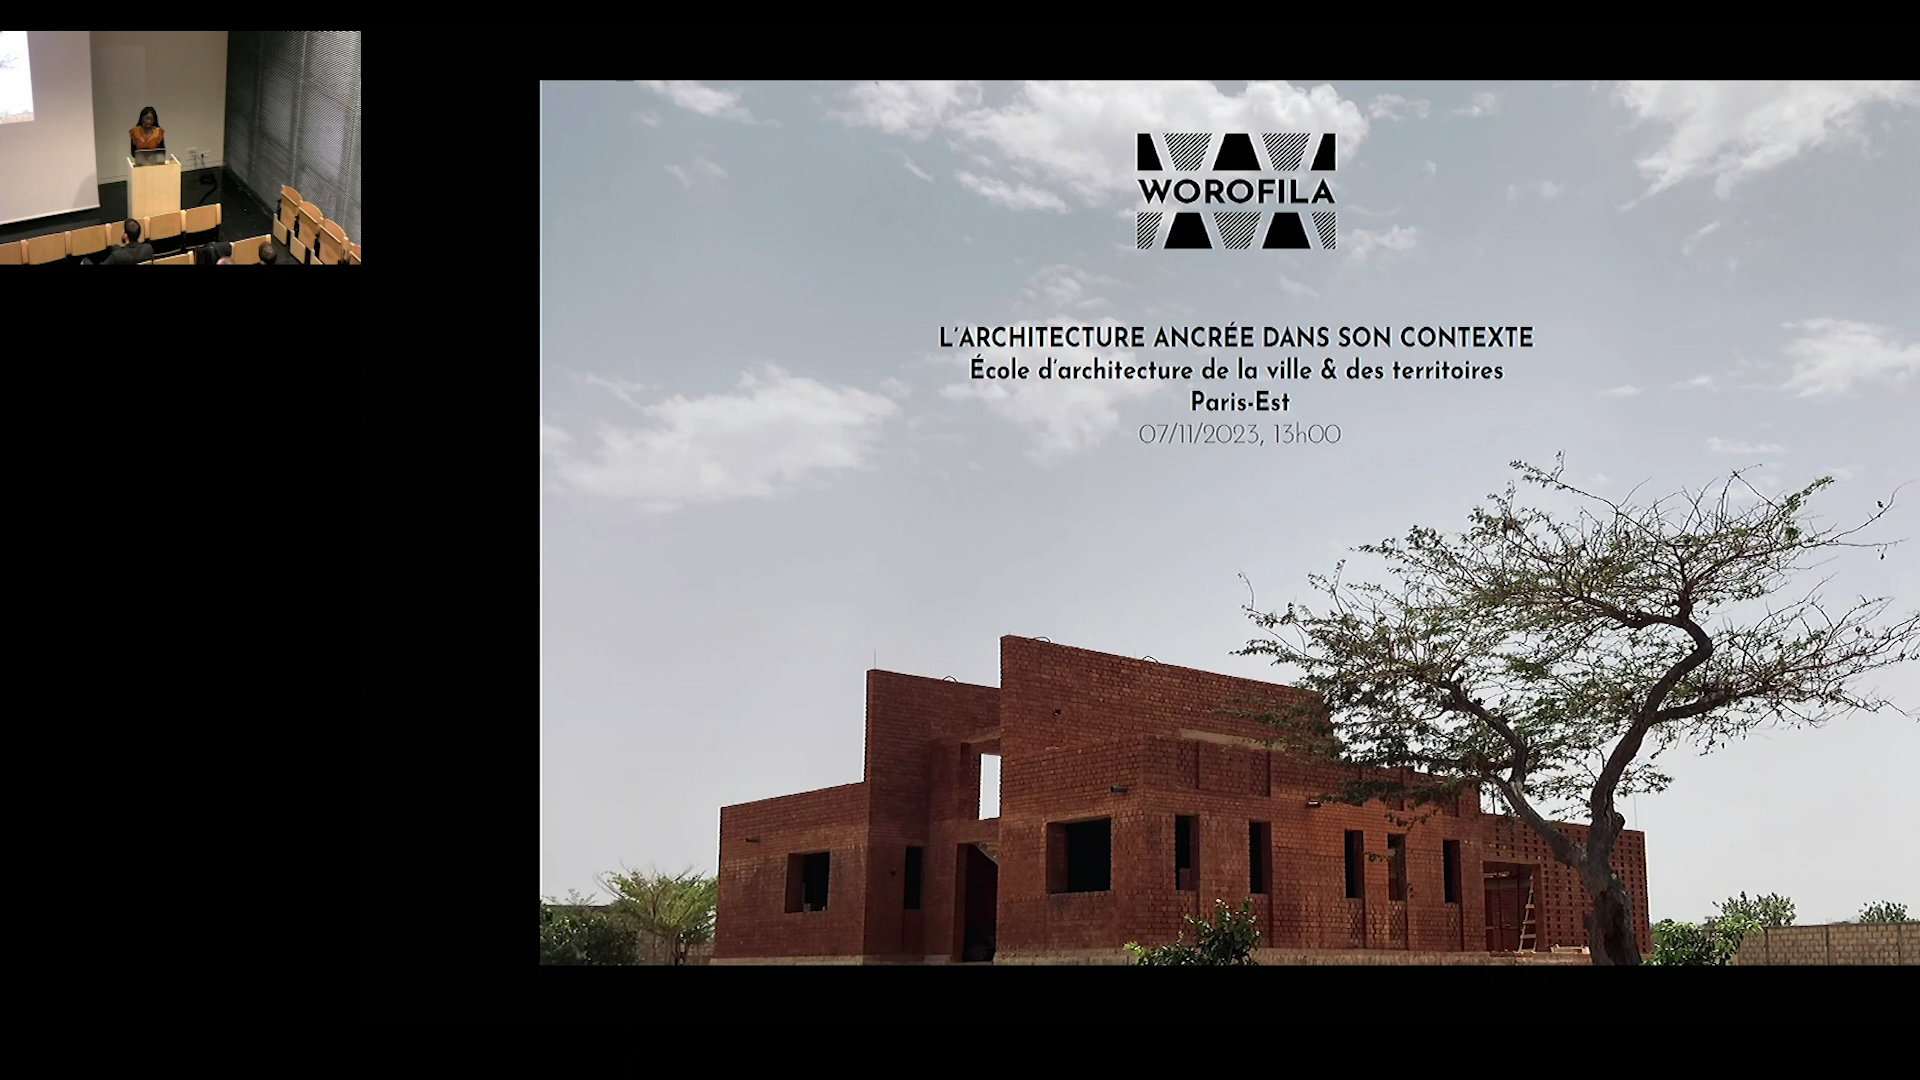 WOROFILA
L'ARCHITECTURE ANCRÉE DANS SON CONTEXTE
École d'architecture de la ville & des territoires
Paris-Est
07/11/2023, 13h00